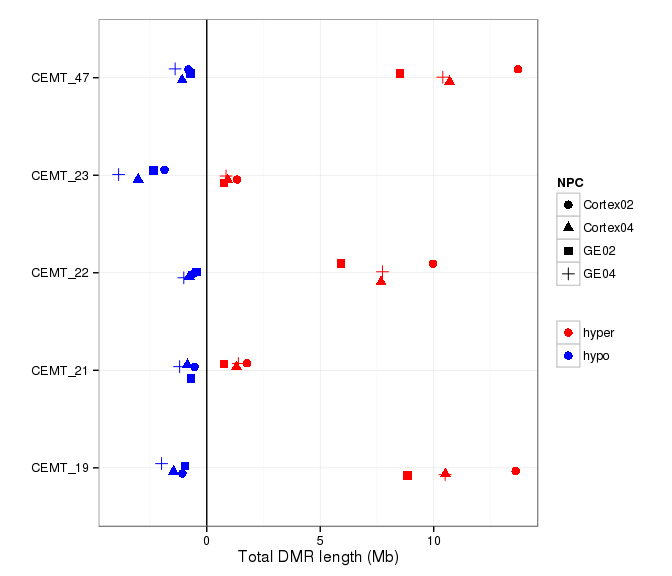 CEMT_47
CEMT_23
CEMT_22
CEMT_21
CEMT_19
0 5 10
Total DMR length (Mb)
NPC
Cortex02
Cortex04
GE02
GE04
hyper
hypo